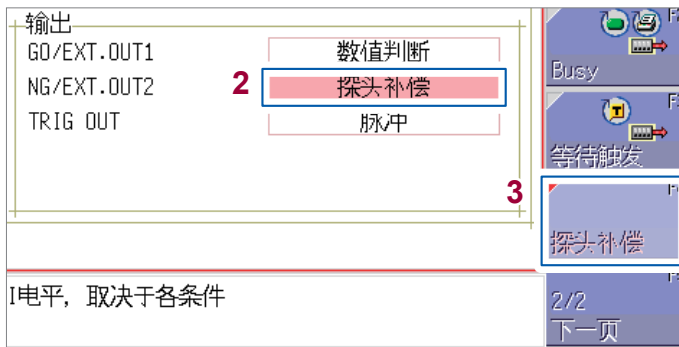 输出
GO/EXT.OUT1 数值判断
NG/EXT.OUT2 2 探头补偿
TRIG OUT 脉冲
Busy
等待触发
3
探头补偿
I电平，取决于各条件
2/2
下一页